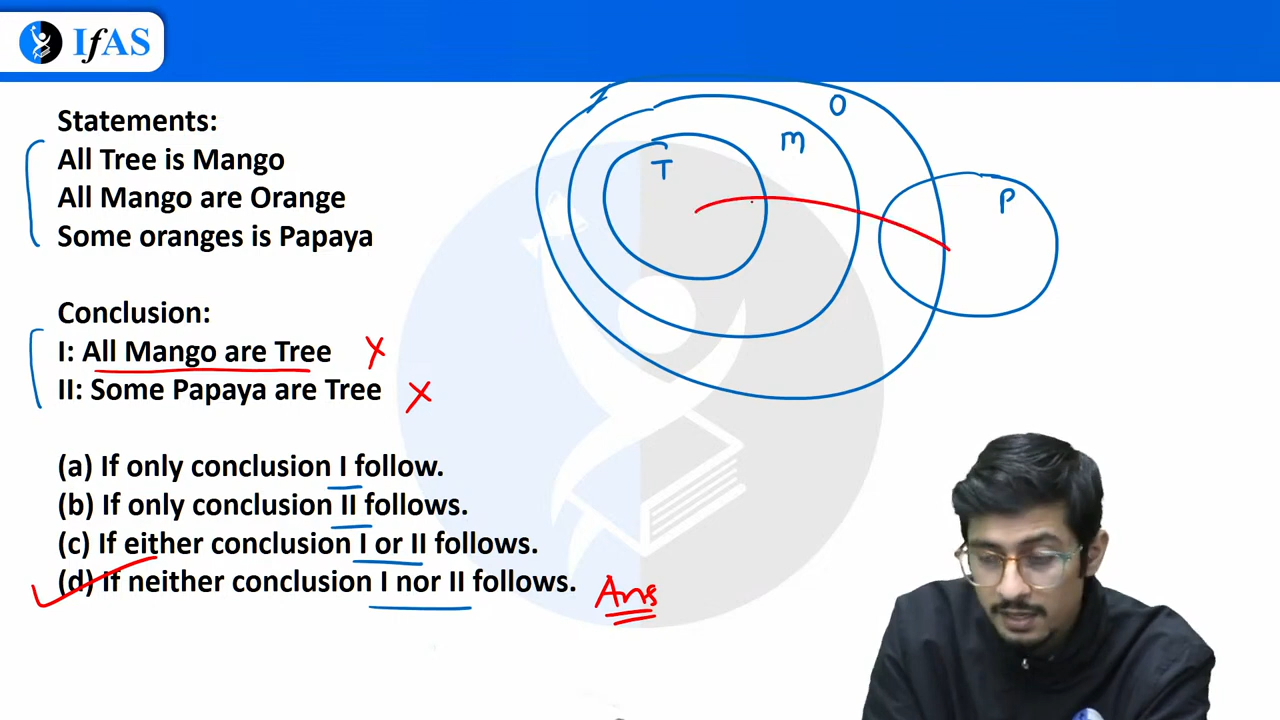 IfAS
Statements:
All Tree is Mango
All Mango are Orange
Some oranges is Papaya
Conclusion:
I: All Mango are Tree X
II: Some Papaya are Tree X
(a) If only conclusion I follow.
(b) If only conclusion II follows.
(c) If either conclusion I or II follows.
(d) If neither conclusion I nor II follows.
Ans
O
M
T
P